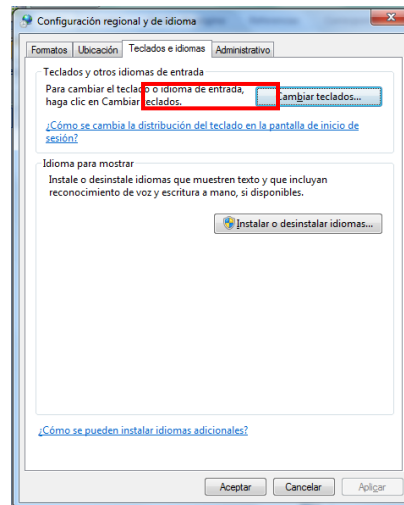 Configuración regional y de idioma
Formatos Ubicación Teclados e idiomas Administrativo
Teclados y otros idiomas de entrada
Para cambiar el teclado o idioma de entrada,
haga clic en Cambiar teclados.
Cambiar teclados...
¿Cómo se cambia la distribución del teclado en la pantalla de inicio de
sesión?
Idioma para mostrar
Instale o desinstale idiomas que muestren texto y que incluyan
reconocimiento de voz y escritura a mano, si disponibles.
Instalar o desinstalar idiomas...
¿Cómo se pueden instalar idiomas adicionales?
Aceptar Cancelar Aplicar